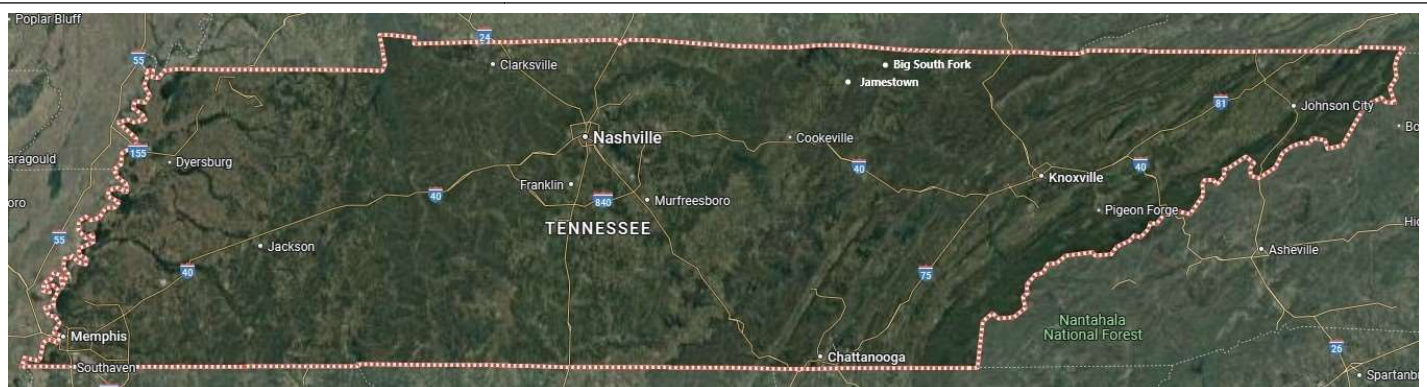 Poplar Bluff
24
55
Clarksville
Big South Fork
Jamestown
81
Johnson City
Nashville
Cookeville
155
aragould
Dyersburg
40
40
Knoxville
Franklin
40
840
Murfreesboro
oro
Pigeon Forge
TENNESSEE
55
Jackson
Asheville
40
75
Nantahala
National Forest
Memphis
26
Chattanooga
Southaven
Spartanbu